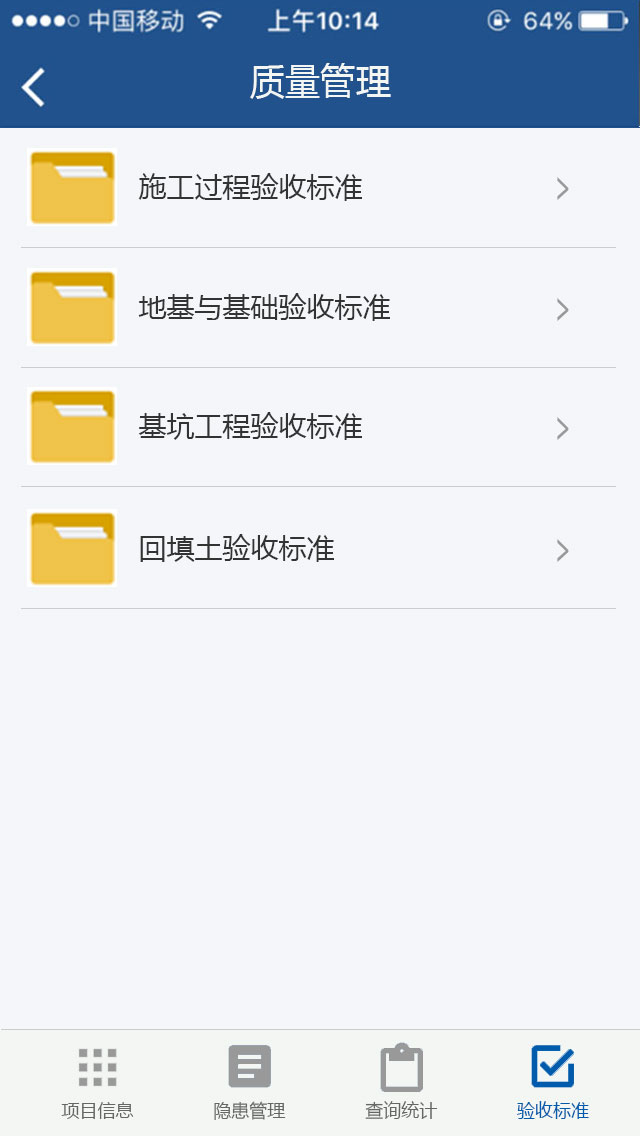 中国移动 上午10:14 64%
质量管理
施工过程验收标准
地基与基础验收标准
基坑工程验收标准
回填土验收标准
项目信息 隐患管理 查询统计 验收标准